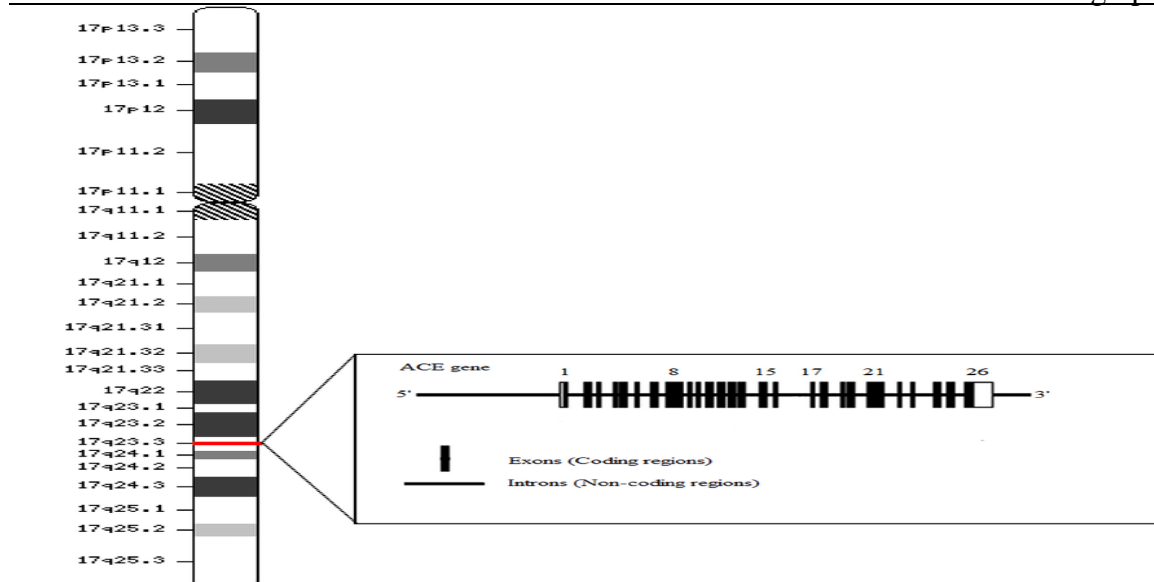 17p13.3
17p13.2
17p13.1
17p12
17p11.2
17p11.1
17q11.1
17q11.2
17q12
17q21.1
17q21.2
17q21.31
17q21.32
17q21.33
17q22
17q23.1
17q23.2
17q23.3
17q24.1
17q24.2
17q24.3
17q25.1
17q25.2
17q25.3
ACE gene
1 8 15 17 21 26
5' 3'
Exons (Coding regions)
Introns (Non-coding regions)